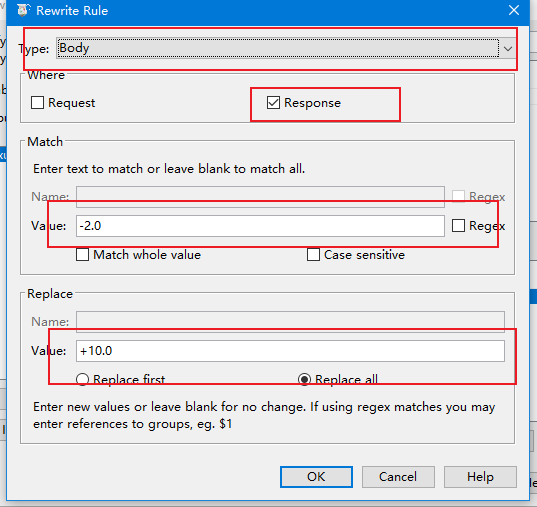 Rewrite Rule
Type: Body
Where
Request Response
Match
Enter text to match or leave blank to match all.
Name: Regex
Value: -2.0 Regex
Match whole value Case sensitive
Replace
Name:
Value: +10.0
Replace first Replace all
Enter new values or leave blank for no change. If using regex matches you may
enter references to groups, eg. $1
OK Cancel Help